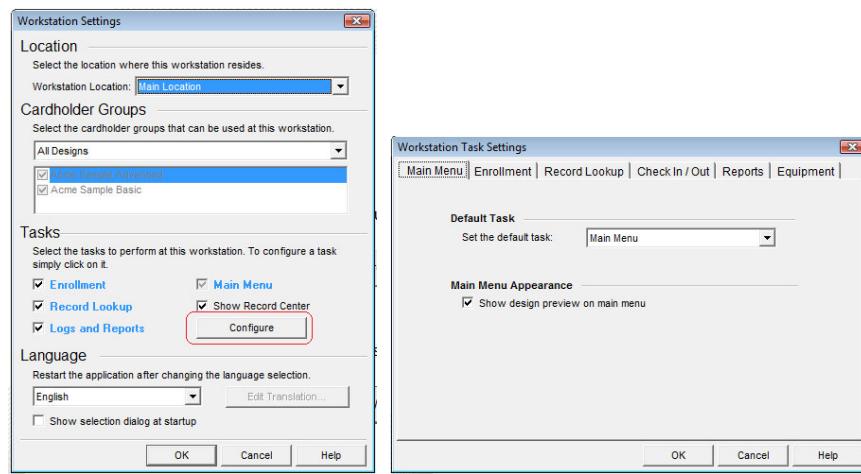 Workstation Settings
Location
Select the location where this workstation resides.
Workstation Location: Main Location
Cardholder Groups
Select the cardholder groups that can be used at this workstation.
All Designs
Acme Sample Advanced
Acme Sample Basic
Tasks
Select the tasks to perform at this workstation. To configure a task
simply click on it.
Enrollment Main Menu
Record Lookup Show Record Center
Logs and Reports Configure
Language
Restart the application after changing the language selection.
English Edit Translation...
Show selection dialog at startup
OK Cancel Help
Workstation Task Settings
Main Menu Enrollment Record Lookup Check In / Out Reports Equipment
Default Task
Set the default task: Main Menu
Main Menu Appearance
Show design preview on main menu
OK Cancel Help